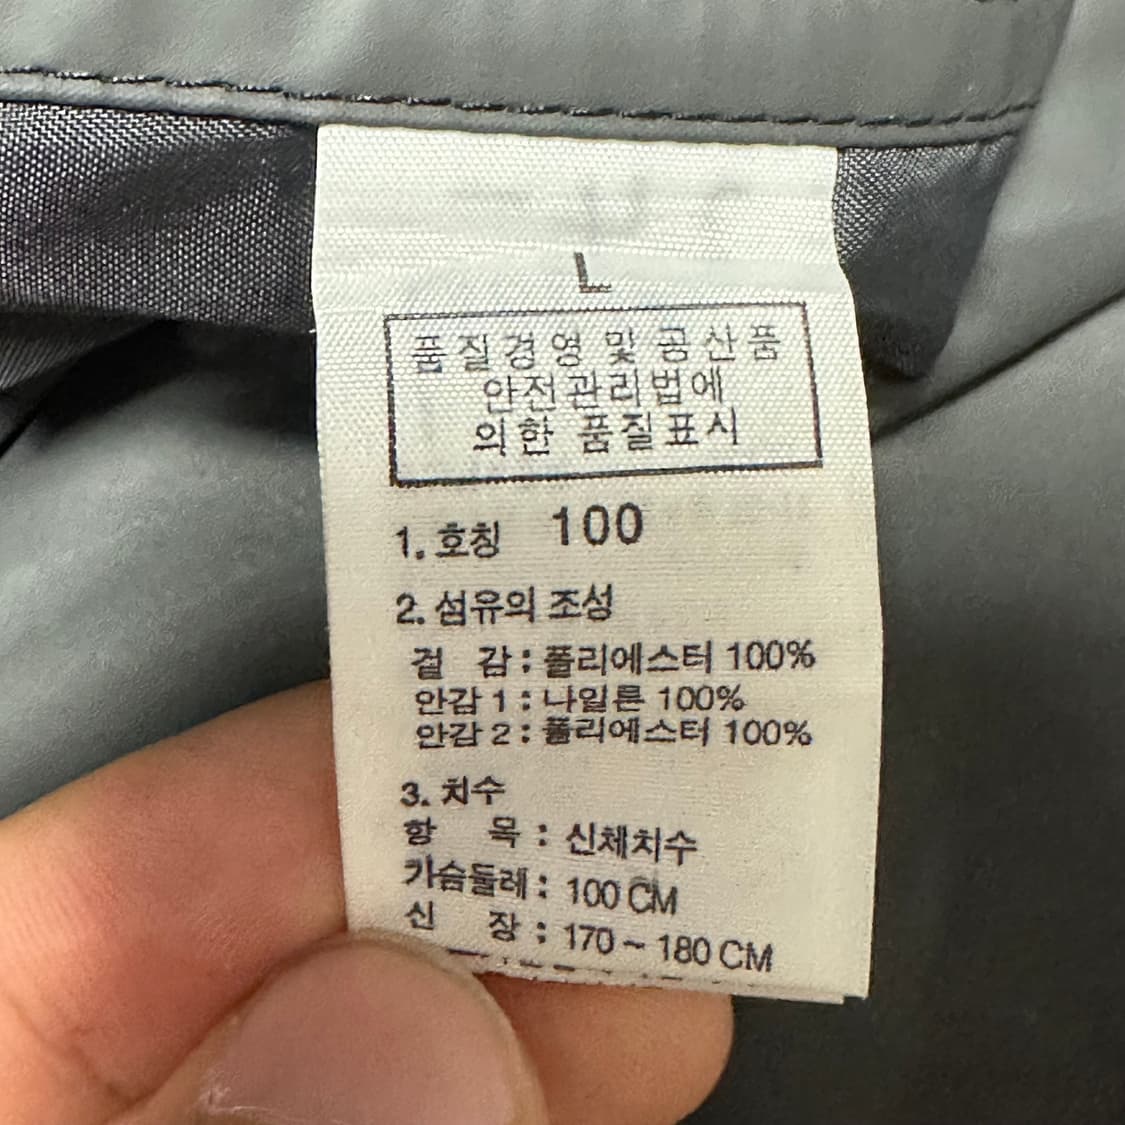 L
품질경영 및 공산품
안전관리법에
의한 품질표시
1. 호칭 100
2. 섬유의 조성
겉 감 : 폴리에스터 100%
안감 1 : 나일론 100%
안감 2 : 폴리에스터 100%
3. 치수
항 목 : 신체치수
가슴둘레 : 100 CM
신 장 : 170 ~ 180 CM